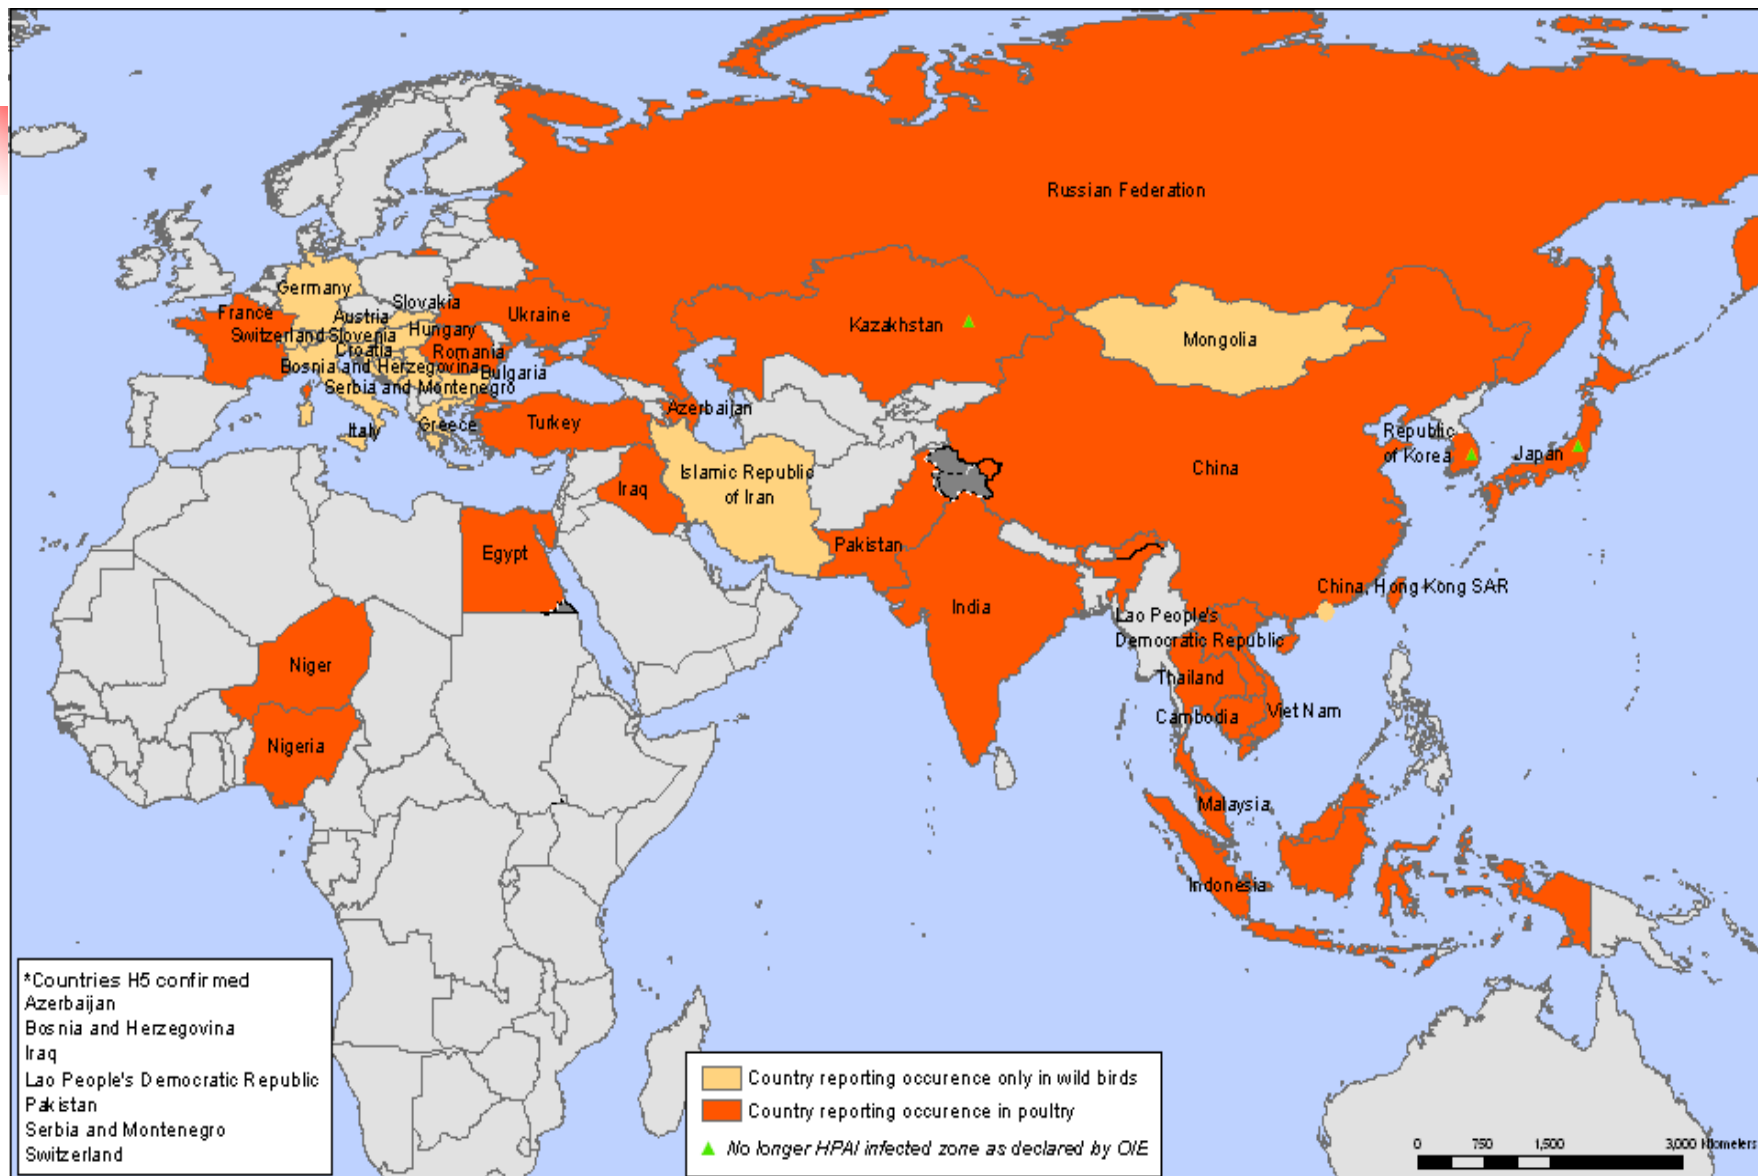 Russian Federation
Germany
Slovakia
France
Austria
Ukraine
Switzerland
Slovenia
Hungary
Kazakhstan
Mongolia
Croatia
Romania
Bosnia and Herzegovina
Bulgaria
Serbia and Montenegro
Azerbaijan
Italy
Greece
Turkey
Republic
of Korea
Japan
Islamic Republic
of Iran
China
Iraq
Egypt
Pakistan
India
China, Hong Kong SAR
Lao People's
Democratic Republic
Niger
Thailand
Nigeria
Cambodia
Viet Nam
Malaysia
Indonesia
*Countries H5 confirmed
Azerbaijan
Bosnia and Herzegovina
Iraq
Lao People's Democratic Republic
Pakistan
Serbia and Montenegro
Switzerland
Country reporting occurence only in wild birds
Country reporting occurence in poultry
No longer HPAI infected zone as declared by OIE
0 750 1,500 3,000 Kilometers